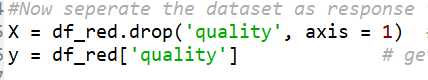 #Now seperate the dataset as response
X = df_red.drop('quality', axis = 1) #
y = df_red['quality'] # ge